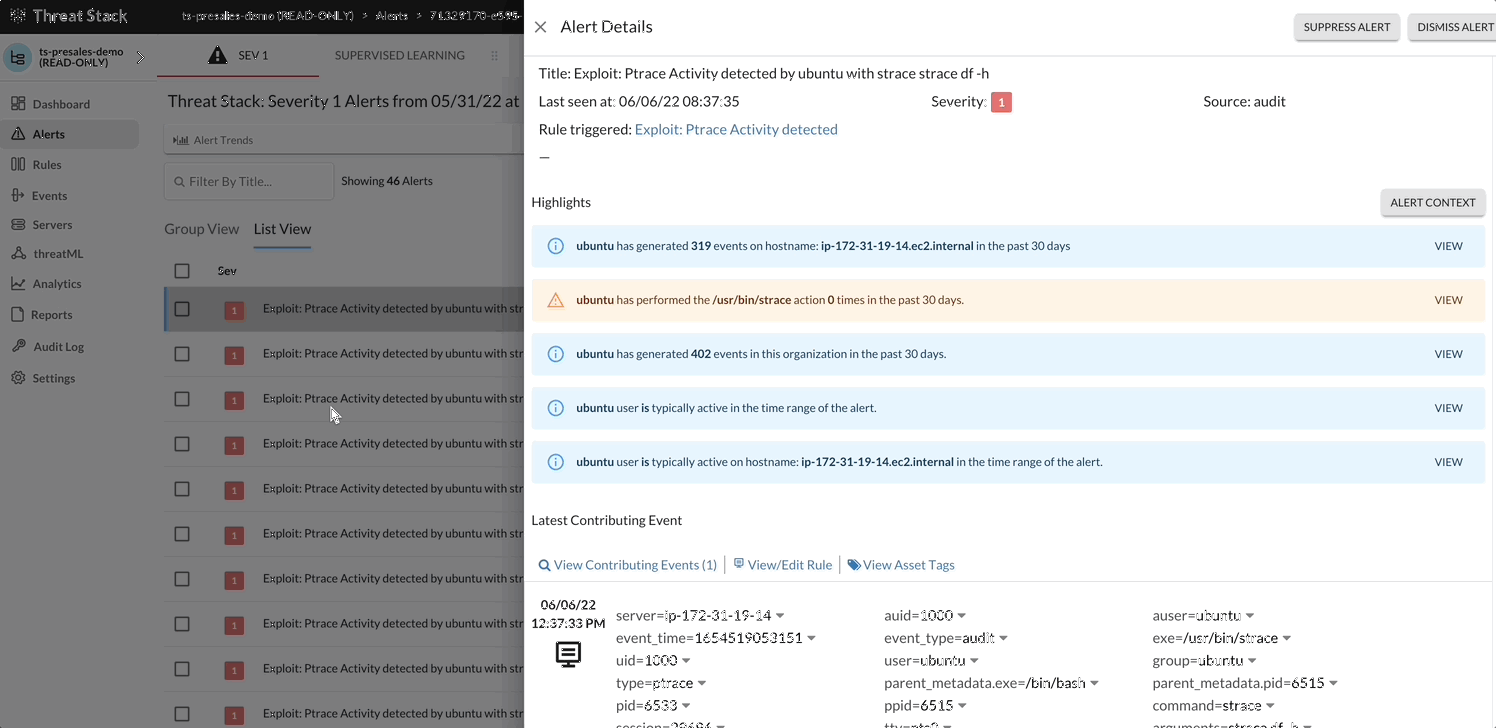 Threat Stack
ts-presales-demo (READ-ONLY) > Alerts >
ts-presales-demo
(READ-ONLY)
SEV 1
SUPERVISED LEARNING
Dashboard
Alerts
Rules
Events
Servers
threatML
Analytics
Reports
Audit Log
Settings
Threat Stack: Severity 1 Alerts from 05/31/22 at
Alert Trends
Filter By Title...
Showing 46 Alerts
Group View
List View
Sev
1 Exploit: Ptrace Activity detected by ubuntu with str
1 Exploit: Ptrace Activity detected by ubuntu with str
1 Exploit: Ptrace Activity detected by ubuntu with str
1 Exploit: Ptrace Activity detected by ubuntu with str
1 Exploit: Ptrace Activity detected by ubuntu with str
1 Exploit: Ptrace Activity detected by ubuntu with str
1 Exploit: Ptrace Activity detected by ubuntu with str
1 Exploit: Ptrace Activity detected by ubuntu with str
1 Exploit: Ptrace Activity detected by ubuntu with str
1 Exploit: Ptrace Activity detected by ubuntu with str
Alert Details
SUPPRESS ALERT
DISMISS ALERT
Title: Exploit: Ptrace Activity detected by ubuntu with strace strace df -h
Last seen at: 06/06/22 08:37:35
Severity: 1
Source: audit
Rule triggered: Exploit: Ptrace Activity detected
—
Highlights
ALERT CONTEXT
ubuntu has generated 319 events on hostname: ip-172-31-19-14.ec2.internal in the past 30 days
VIEW
ubuntu has performed the /usr/bin/strace action 0 times in the past 30 days.
VIEW
ubuntu has generated 402 events in this organization in the past 30 days.
VIEW
ubuntu user is typically active in the time range of the alert.
VIEW
ubuntu user is typically active on hostname: ip-172-31-19-14.ec2.internal in the time range of the alert.
VIEW
Latest Contributing Event
View Contributing Events (1)
View/Edit Rule
View Asset Tags
06/06/22
12:37:33 PM
server=ip-172-31-19-14
auid=1000
auser=ubuntu
event_time=1654519053151
event_type=audit
exe=/usr/bin/strace
uid=1000
user=ubuntu
group=ubuntu
type=ptrace
parent_metadata.exe=/bin/bash
parent_metadata.pid=6515
pid=6533
ppid=6515
command=strace